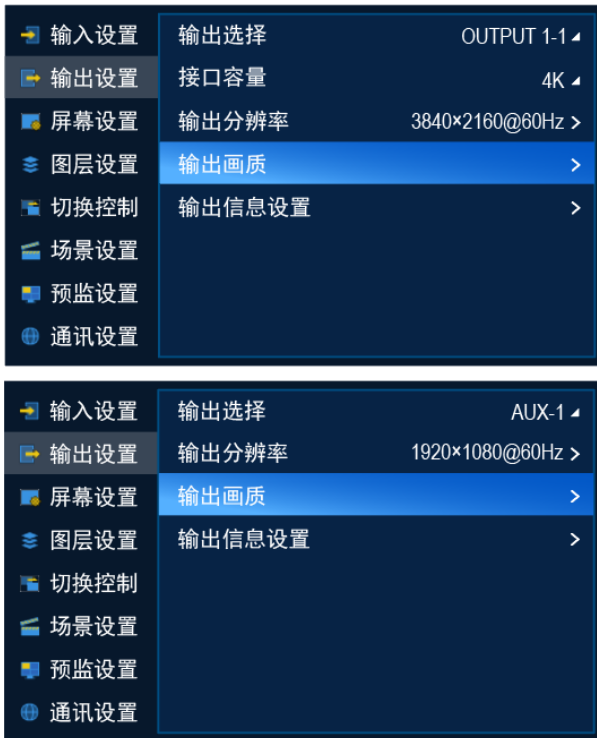 输入设置 输出选择 OUTPUT 1-1
输出设置 接口容量 4K
屏幕设置 输出分辨率 3840×2160@60Hz >
图层设置 输出画质 >
切换控制 输出信息设置 >
场景设置
预监设置
通讯设置
输入设置 输出选择 AUX-1
输出设置 输出分辨率 1920×1080@60Hz >
屏幕设置 输出画质 >
图层设置 输出信息设置 >
切换控制
场景设置
预监设置
通讯设置